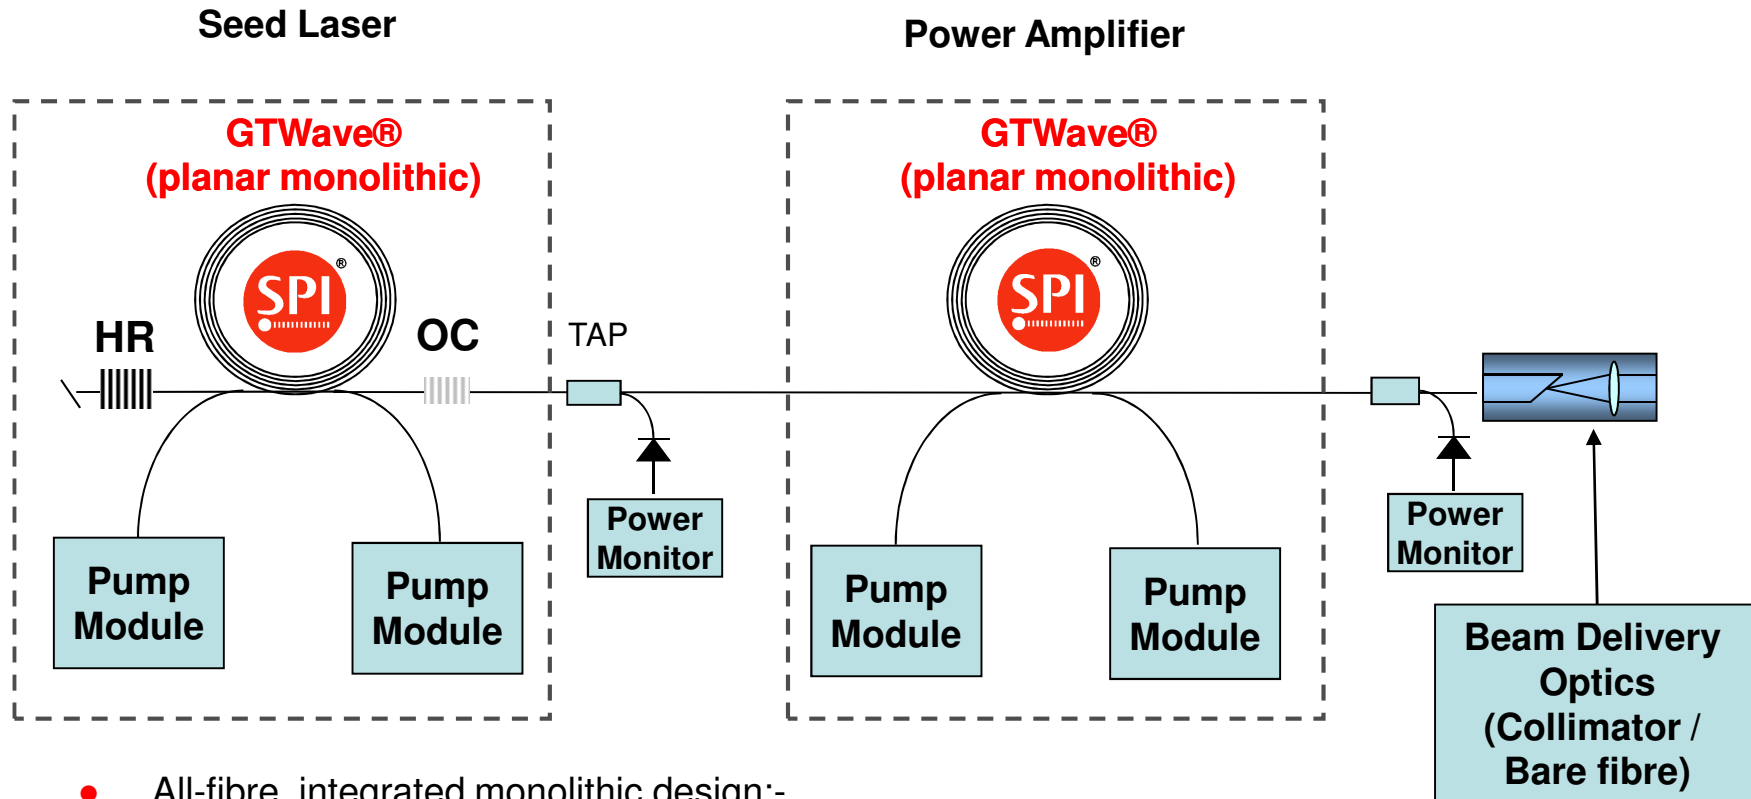 Seed Laser
Power Amplifier
GTWave®
(planar monolithic)
GTWave®
(planar monolithic)
SPI®
SPI®
HR
OC
TAP
Power
Monitor
Power
Monitor
Pump
Module
Pump
Module
Pump
Module
Pump
Module
Beam Delivery
Optics
(Collimator /
Bare fibre)
● All-fibre, integrated monolithic design:-